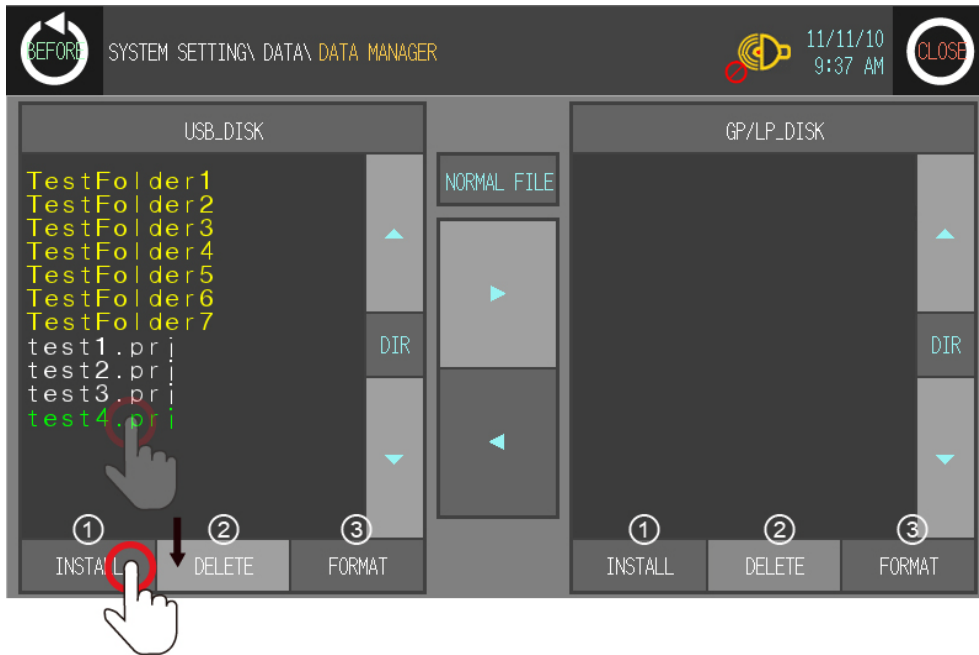 BEFORE
SYSTEM SETTING\ DATA\ DATA MANAGER
11/11/10
9:37 AM
CLOSE
USB_DISK
TestFolder1
TestFolder2
TestFolder3
TestFolder4
TestFolder5
TestFolder6
TestFolder7
test1.prj
test2.prj
test3.prj
test4.prj
DIR
① ② ③
INSTALL DELETE FORMAT
NORMAL FILE
GP/LP_DISK
DIR
① ② ③
INSTALL DELETE FORMAT